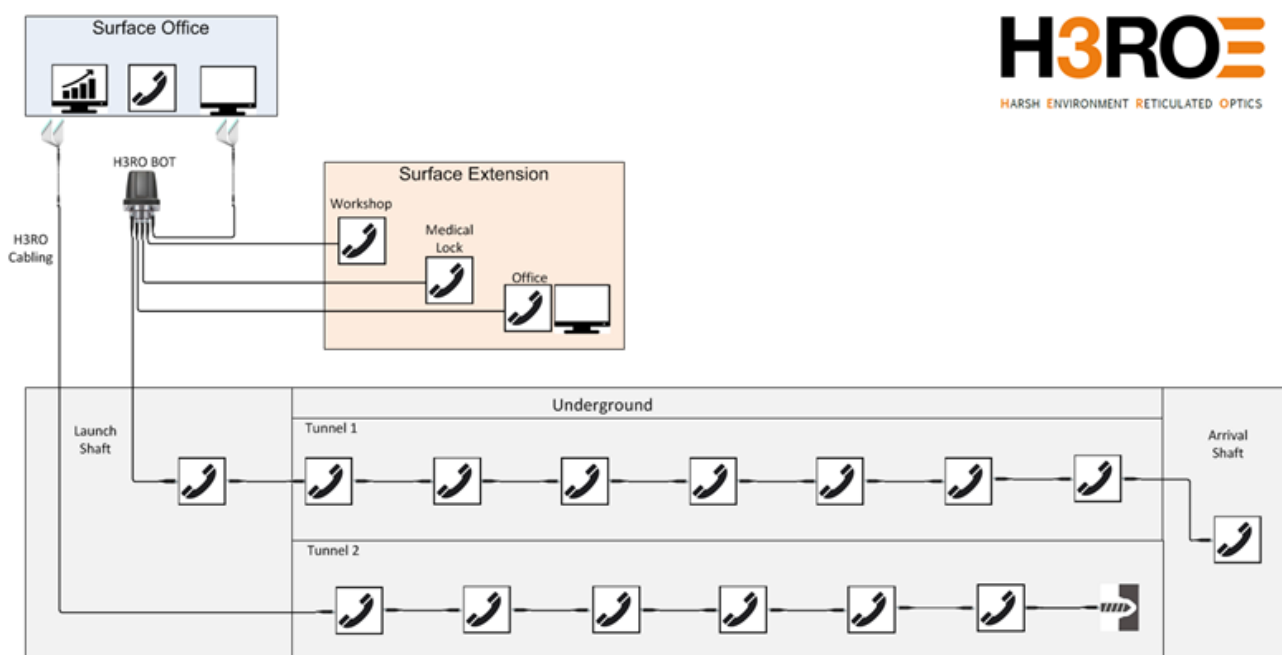 Surface Office
H3RO
HARSH ENVIRONMENT RETICULATED OPTICS
H3RO BOT
Surface Extension
Workshop
Medical
Lock
Office
H3RO
Cabling
Underground
Launch
Shaft
Tunnel 1
Arrival
Shaft
Tunnel 2